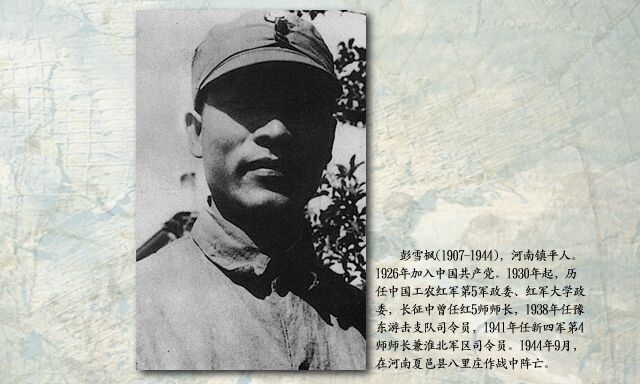 彭雪枫(1907-1944)，河南镇平人。
1926年加入中国共产党。1930年起，历
任中国工农红军第5军政委、红军大学政
委，长征中曾任红5师师长，1938年任豫
东游击支队司令员，1941年任新四军第4
师师长兼淮北军区司令员。1944年9月，
在河南夏邑县八里庄作战中阵亡。